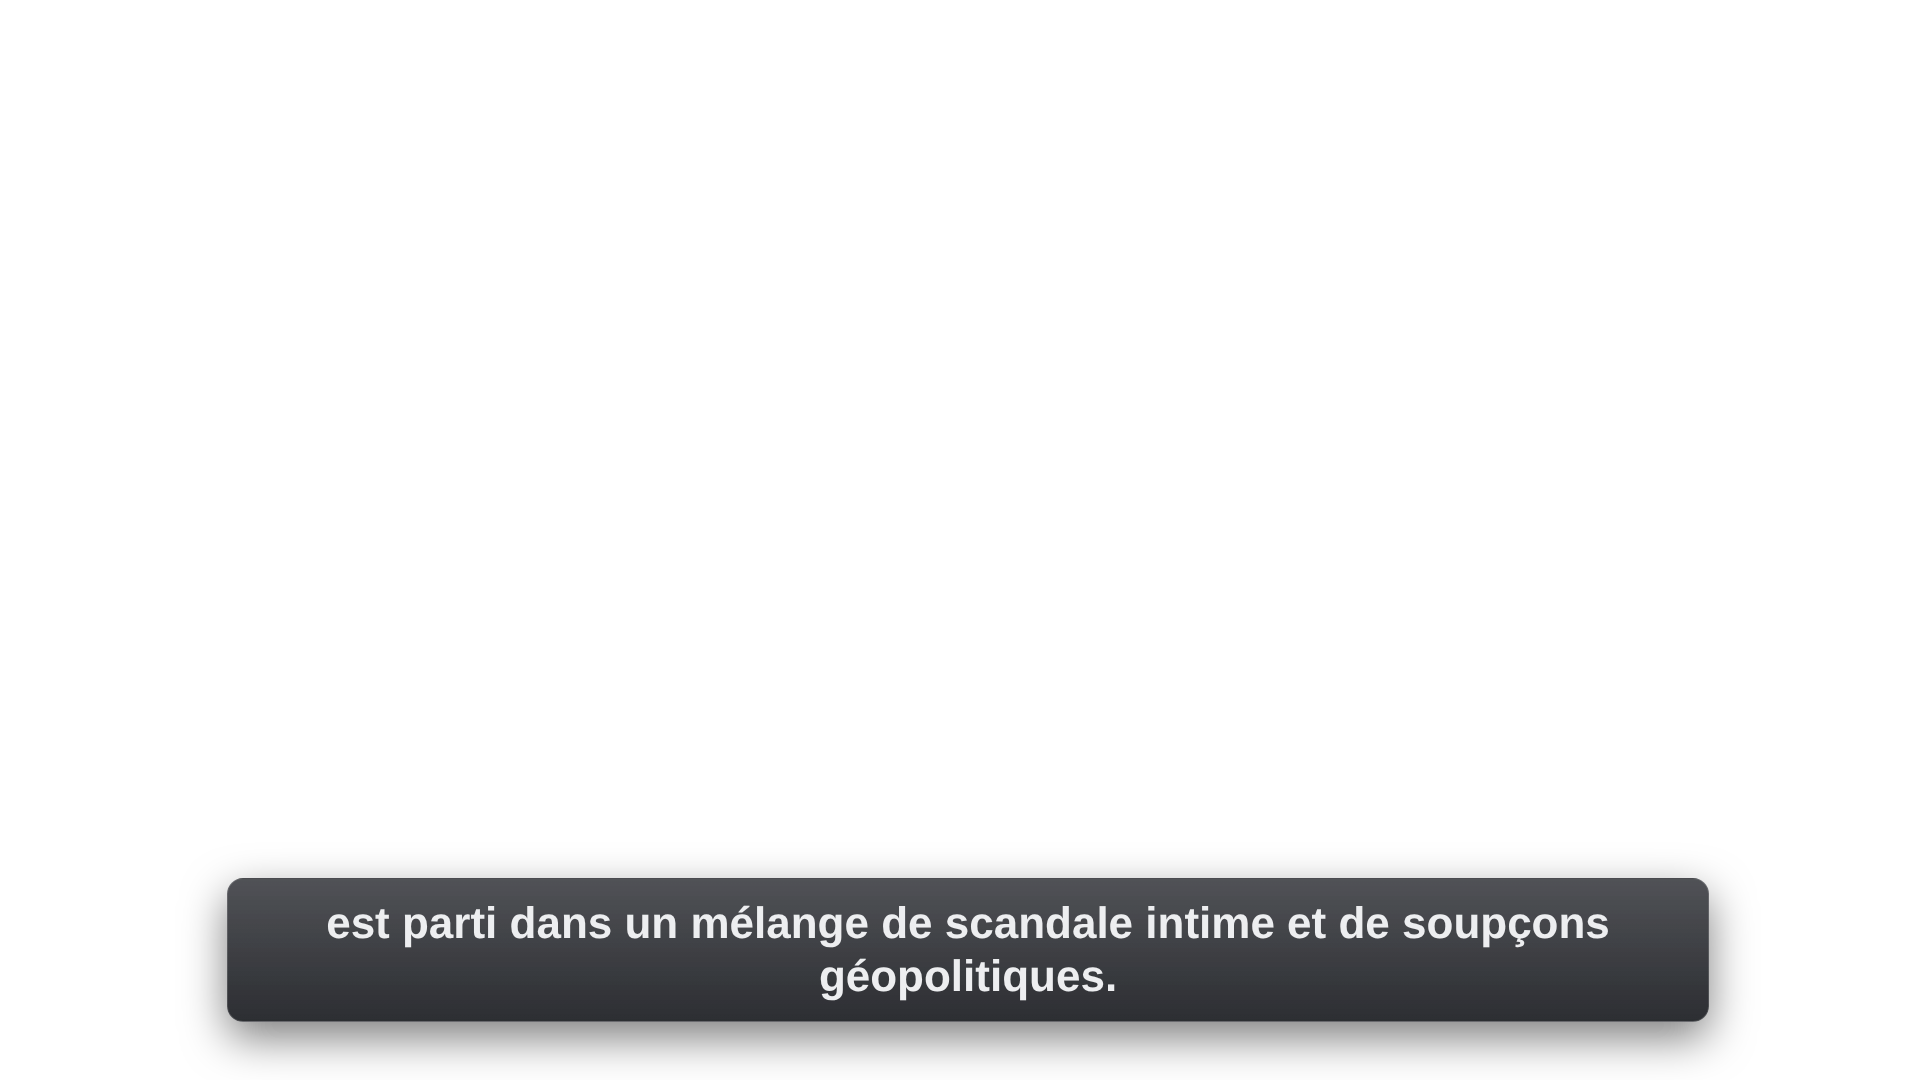 est parti dans un mélange de scandale intime et de soupçons
géopolitiques.